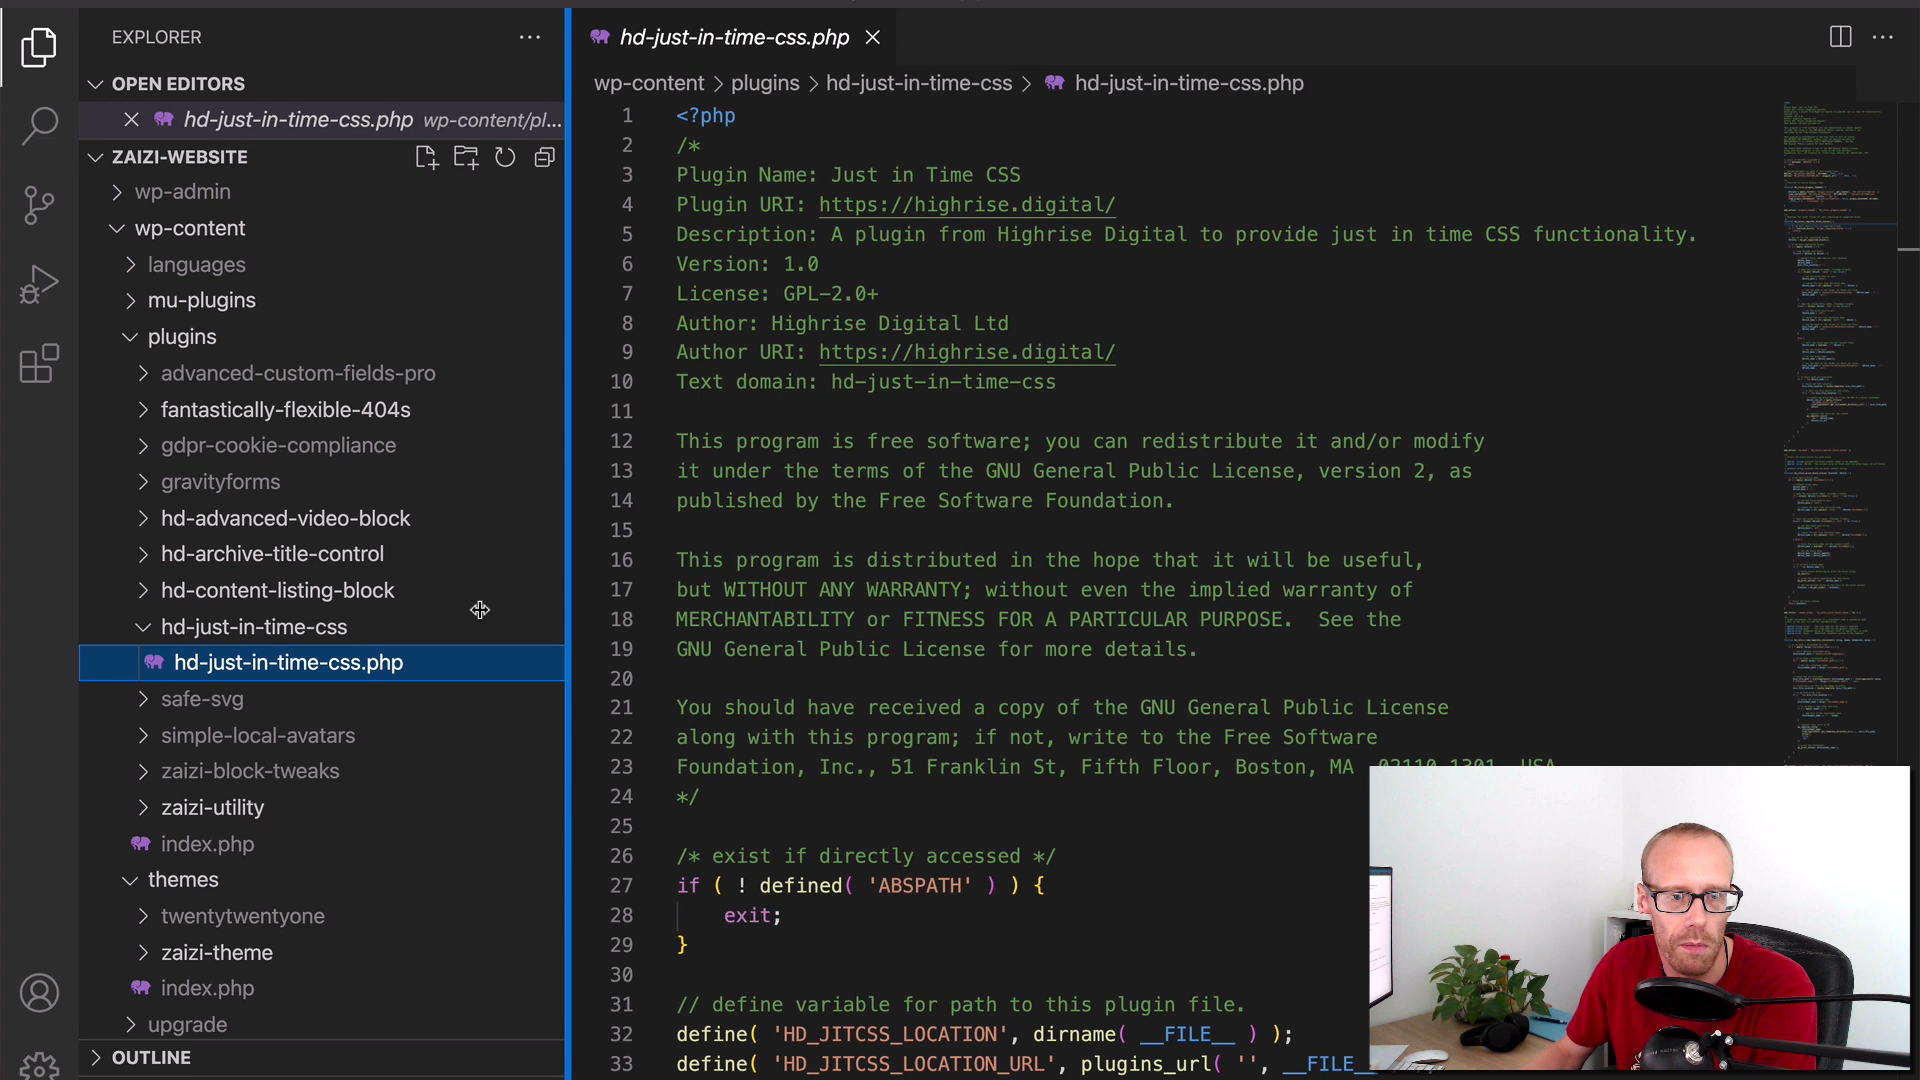 EXPLORER
OPEN EDITORS
hd-just-in-time-css.php wp-content/pl...
ZAIZI-WEBSITE
wp-admin
wp-content
languages
mu-plugins
plugins
advanced-custom-fields-pro
fantastically-flexible-404s
gdpr-cookie-compliance
gravityforms
hd-advanced-video-block
hd-archive-title-control
hd-content-listing-block
hd-just-in-time-css
hd-just-in-time-css.php
safe-svg
simple-local-avatars
zaizi-block-tweaks
zaizi-utility
index.php
themes
twentytwentyone
zaizi-theme
index.php
upgrade
OUTLINE
hd-just-in-time-css.php
wp-content > plugins > hd-just-in-time-css > hd-just-in-time-css.php
1 <?php
2 /*
3 Plugin Name: Just in Time CSS
4 Plugin URI: https://highrise.digital/
5 Description: A plugin from Highrise Digital to provide just in time CSS functionality.
6 Version: 1.0
7 License: GPL-2.0+
8 Author: Highrise Digital Ltd
9 Author URI: https://highrise.digital/
10 Text domain: hd-just-in-time-css
11
12 This program is free software; you can redistribute it and/or modify
13 it under the terms of the GNU General Public License, version 2, as
14 published by the Free Software Foundation.
15
16 This program is distributed in the hope that it will be useful,
17 but WITHOUT ANY WARRANTY; without even the implied warranty of
18 MERCHANTABILITY or FITNESS FOR A PARTICULAR PURPOSE.  See the
19 GNU General Public License for more details.
20
21 You should have received a copy of the GNU General Public License
22 along with this program; if not, write to the Free Software
23 Foundation, Inc., 51 Franklin St, Fifth Floor, Boston, MA  02110-1301  USA
24 */
25
26 /* exist if directly accessed */
27 if ( ! defined( 'ABSPATH' ) ) {
28 exit;
29 }
30
31 // define variable for path to this plugin file.
32 define( 'HD_JITCSS_LOCATION', dirname( __FILE__ ) );
33 define( 'HD_JITCSS_LOCATION_URL', plugins_url( '', __FILE__